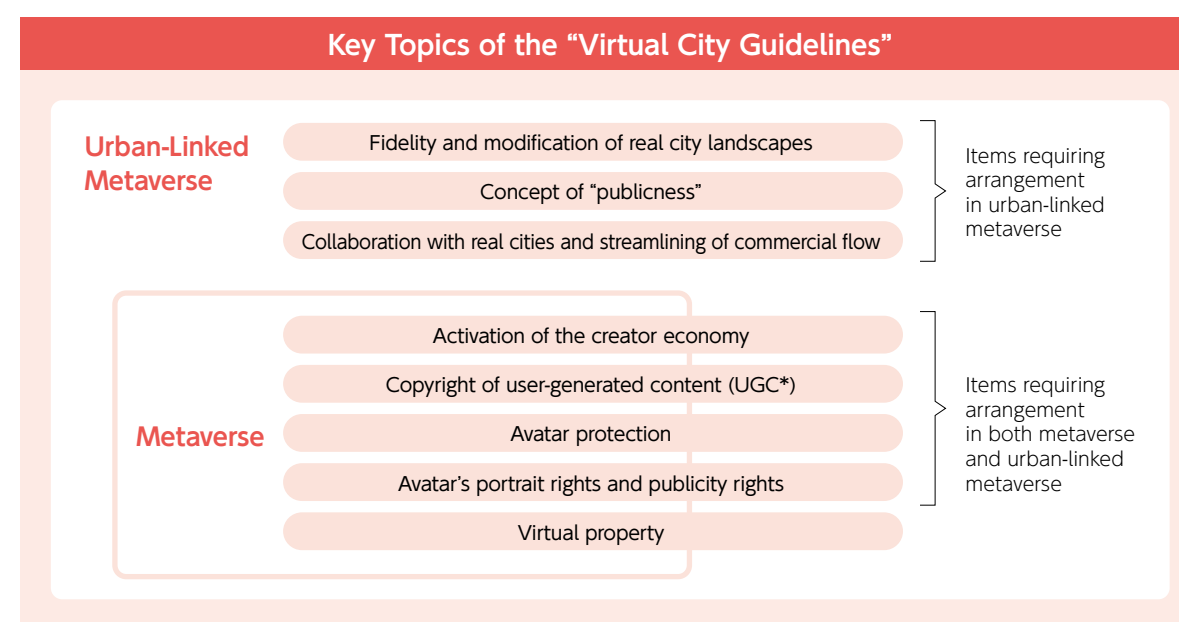 Key Topics of the “Virtual City Guidelines”
Urban-Linked
Metaverse
Fidelity and modification of real city landscapes
Concept of “publicness”
Collaboration with real cities and streamlining of commercial flow
Items requiring
arrangement
in urban-linked
metaverse
Metaverse
Activation of the creator economy
Copyright of user-generated content (UGC*)
Avatar protection
Avatar’s portrait rights and publicity rights
Virtual property
Items requiring
arrangement
in both metaverse
and urban-linked
metaverse